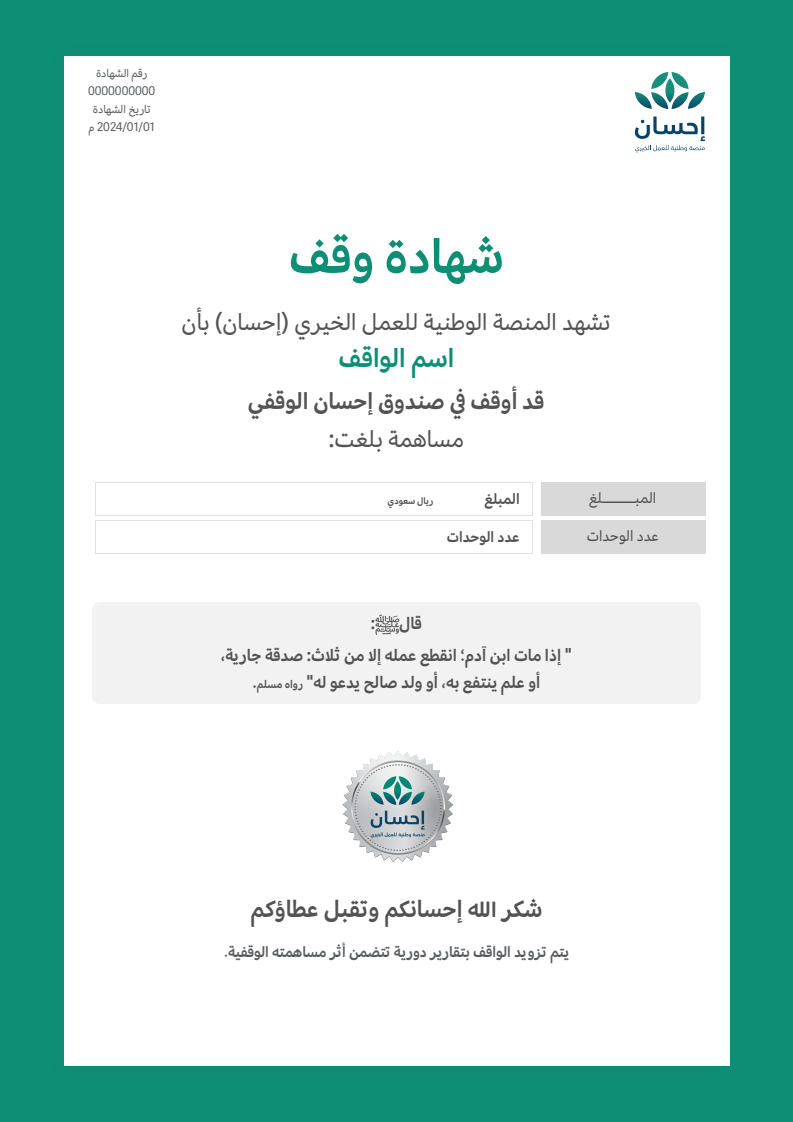 إحسان
منصة وطنية للعمل الخيري
رقم الشهادة
0000000000
تاريخ الشهادة
2024/01/01 م
شهادة وقف
تشهد المنصة الوطنية للعمل الخيري (إحسان) بأن
اسم الواقف
قد أوقف في صندوق إحسان الوقفي
مساهمة بلغت:
المبـــــــــلغ المبلغ ريال سعودي
عدد الوحدات عدد الوحدات
قالﷺ:
" إذا مات ابن آدم؛ انقطع عمله إلا من ثلاث: صدقة جارية،
أو علم ينتفع به، أو ولد صالح يدعو له" رواه مسلم.
إحسان
منصة وطنية للعمل الخيري
شكر الله إحسانكم وتقبل عطاؤكم
يتم تزويد الواقف بتقارير دورية تتضمن أثر مساهمته الوقفية.